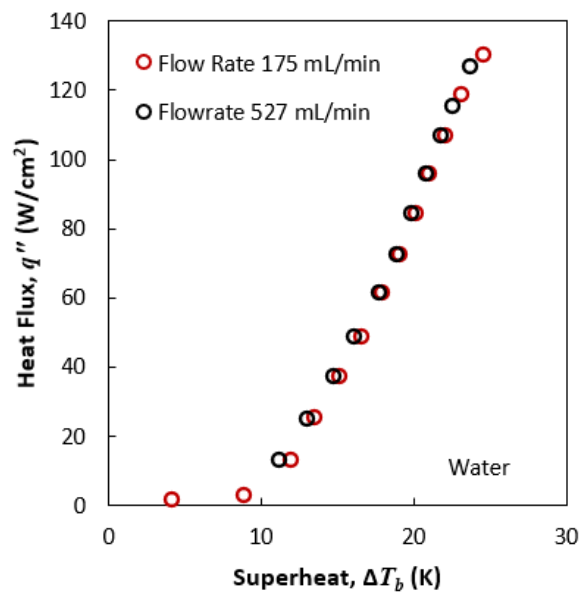 140
120
100
80
60
40
20
0
Heat Flux, q″ (W/cm²)
Flow Rate 175 mL/min
Flowrate 527 mL/min
Water
0 10 20 30
Superheat, ΔT_b (K)